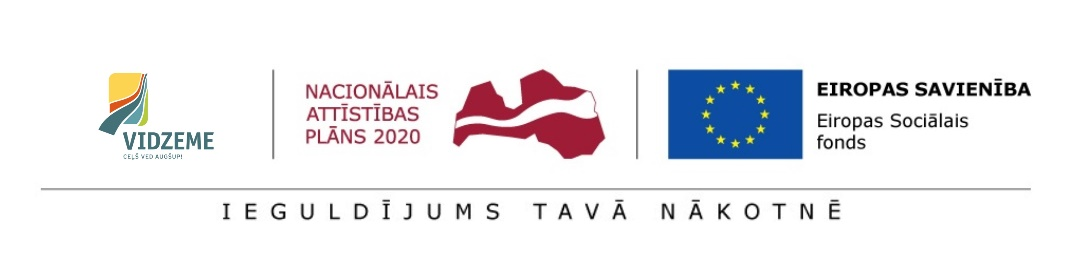 VIDZEME
CEĻŠ VED AUGŠUP!
NACIONĀLAIS
ATTĪSTĪBAS
PLĀNS 2020
EIROPAS SAVIENĪBA
Eiropas Sociālais
fonds
IEGULDĪJUMS TAVĀ NĀKOTNĒ